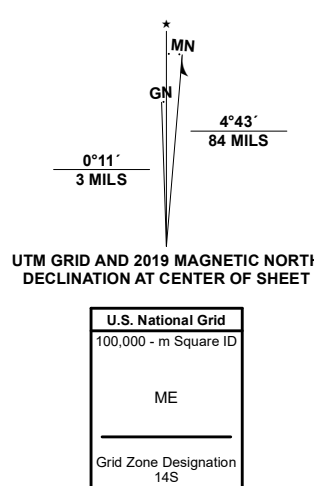 ★
MN
GN
4°43´
84 MILS
0°11´
3 MILS
UTM GRID AND 2019 MAGNETIC NORTH
DECLINATION AT CENTER OF SHEET
U.S. National Grid
100,000 - m Square ID
ME
Grid Zone Designation
14S